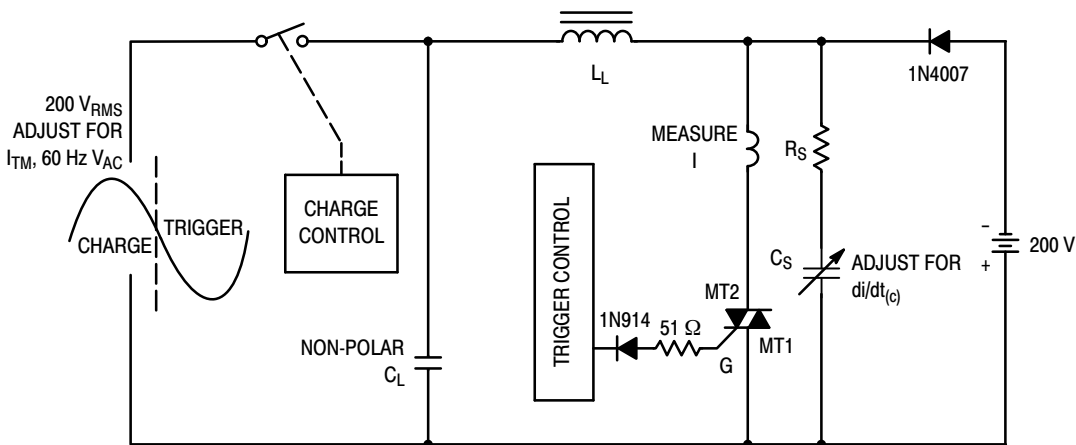 L_L
1N4007
200 V_RMS
ADJUST FOR
I_TM, 60 Hz V_AC
CHARGE
TRIGGER
CHARGE
CONTROL
NON-POLAR
C_L
TRIGGER CONTROL
MEASURE
I
R_S
C_S
ADJUST FOR
di/dt(c)
MT2
MT1
1N914
51 Ω
G
-
+
200 V